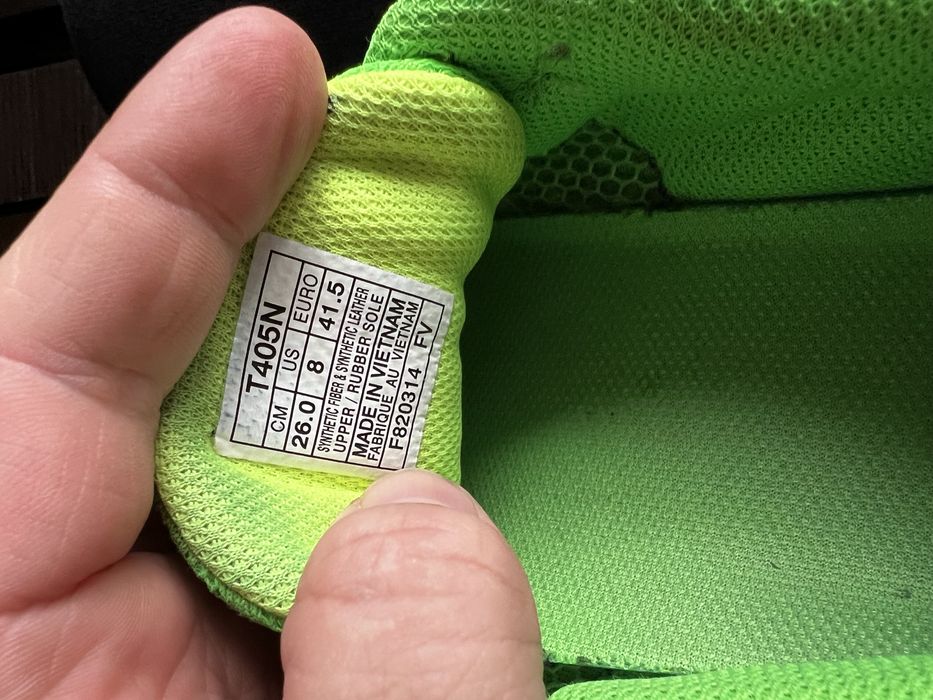 T405N
CM US EURO
26.0 8 41.5
SYNTHETIC FIBER & SYNTHETIC LEATHER
UPPER / RUBBER SOLE
MADE IN VIETNAM
FABRIQUE AU VIETNAM
F820314 FV